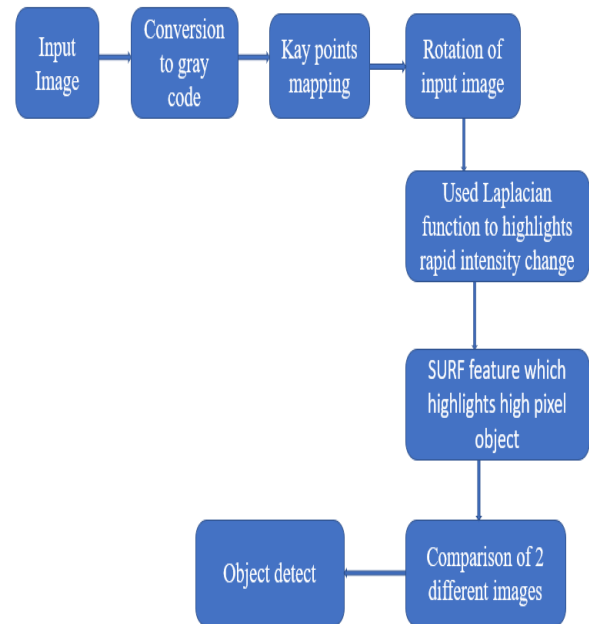 Input
Image
Conversion
to gray
code
Kay points
mapping
Rotation of
input image
Used Laplacian
function to highlights
rapid intensity change
SURF feature which
highlights high pixel
object
Comparison of 2
different images
Object detect